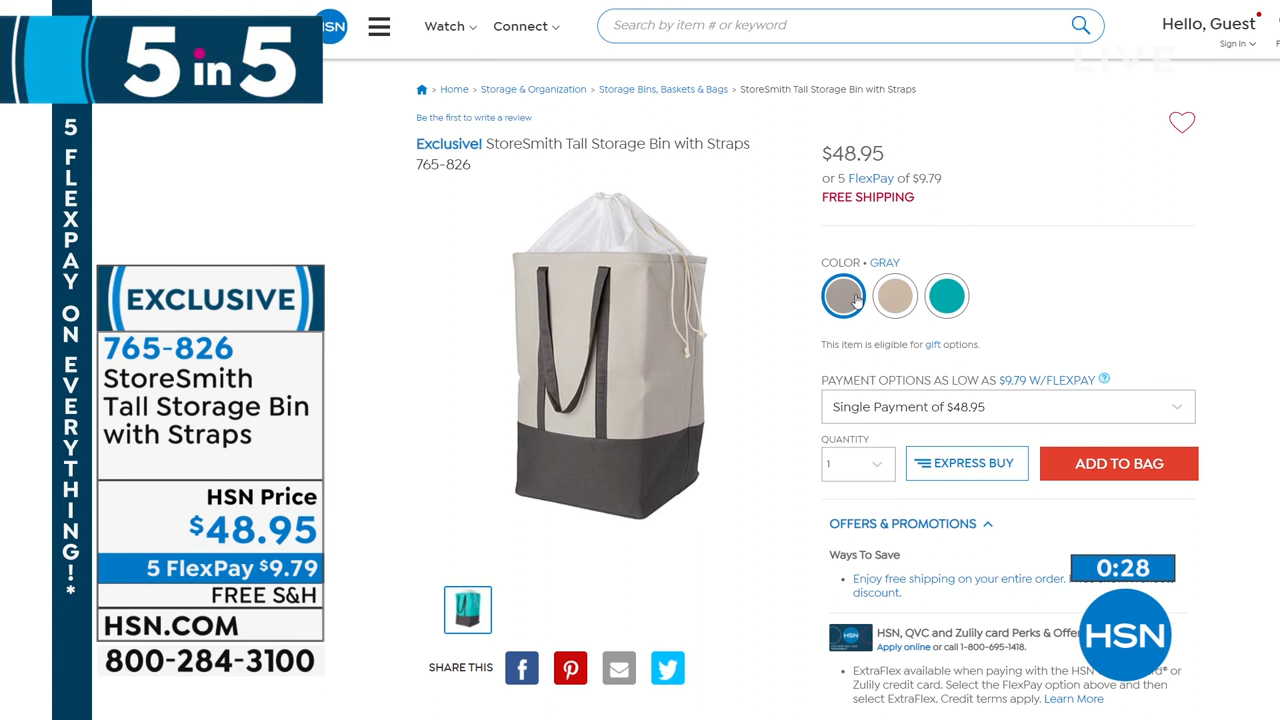 5 in 5
5 FLEXPAY ON EVERYTHING!*
EXCLUSIVE
765-826
StoreSmith
Tall Storage Bin
with Straps
HSN Price
$48.95
5 FlexPay $9.79
FREE S&H
HSN.COM
800-284-3100
HSN
Watch
Connect
Search by item # or keyword
Hello, Guest
Sign In
LIVE
> Home > Storage & Organization > Storage Bins, Baskets & Bags > StoreSmith Tall Storage Bin with Straps
Be the first to write a review
Exclusive! StoreSmith Tall Storage Bin with Straps
765-826
$48.95
or 5 FlexPay of $9.79
FREE SHIPPING
COLOR • GRAY
This item is eligible for gift options.
PAYMENT OPTIONS AS LOW AS $9.79 W/FLEXPAY ?
Single Payment of $48.95
QUANTITY
1
EXPRESS BUY
ADD TO BAG
OFFERS & PROMOTIONS
Ways To Save
• Enjoy free shipping on your entire order.
discount.
0:28
HSN, QVC and Zulily card Perks & Offe
Apply online or call 1-800-695-1418.
• ExtraFlex available when paying with the HSN
Zulily credit card. Select the FlexPay option above and then
select ExtraFlex. Credit terms apply. Learn More
HSN
SHARE THIS